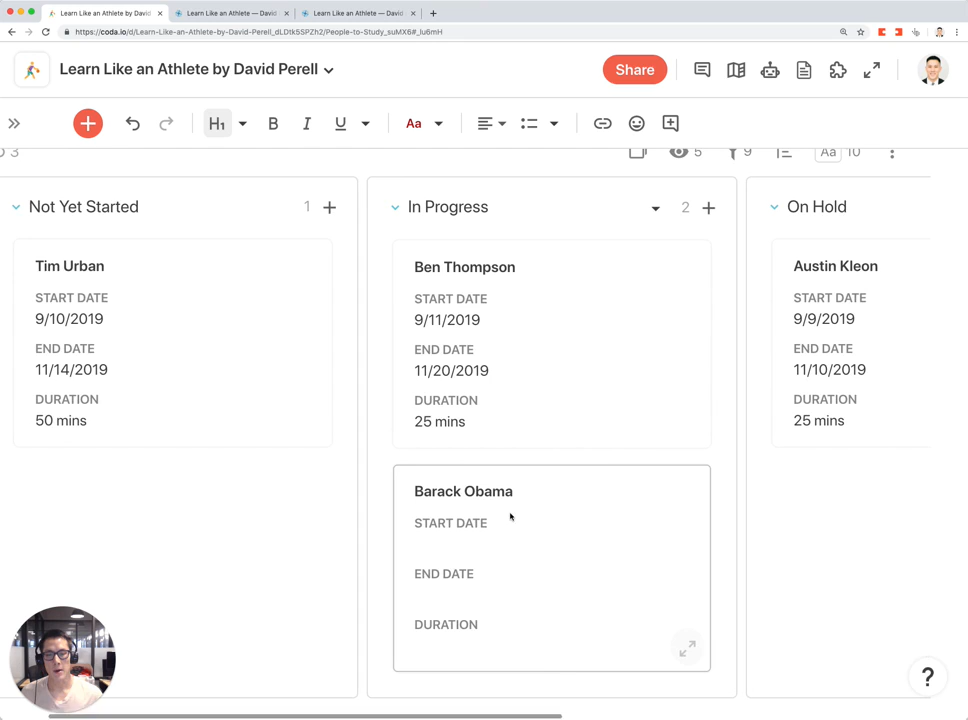 Learn Like an Athlete by David
Learn Like an Athlete — David
Learn Like an Athlete — David
https://coda.io/d/Learn-Like-an-Athlete-by-David-Perell_dLDtk5SPZh2/People-to-Study_suMX6#_lu6mH
Learn Like an Athlete by David Perell
Share
H1 B I U Aa
3
5 9 Aa 10
Not Yet Started 1
In Progress 2
On Hold
Tim Urban
START DATE
9/10/2019
END DATE
11/14/2019
DURATION
50 mins
Ben Thompson
START DATE
9/11/2019
END DATE
11/20/2019
DURATION
25 mins
Barack Obama
START DATE
END DATE
DURATION
Austin Kleon
START DATE
9/9/2019
END DATE
11/10/2019
DURATION
25 mins
?